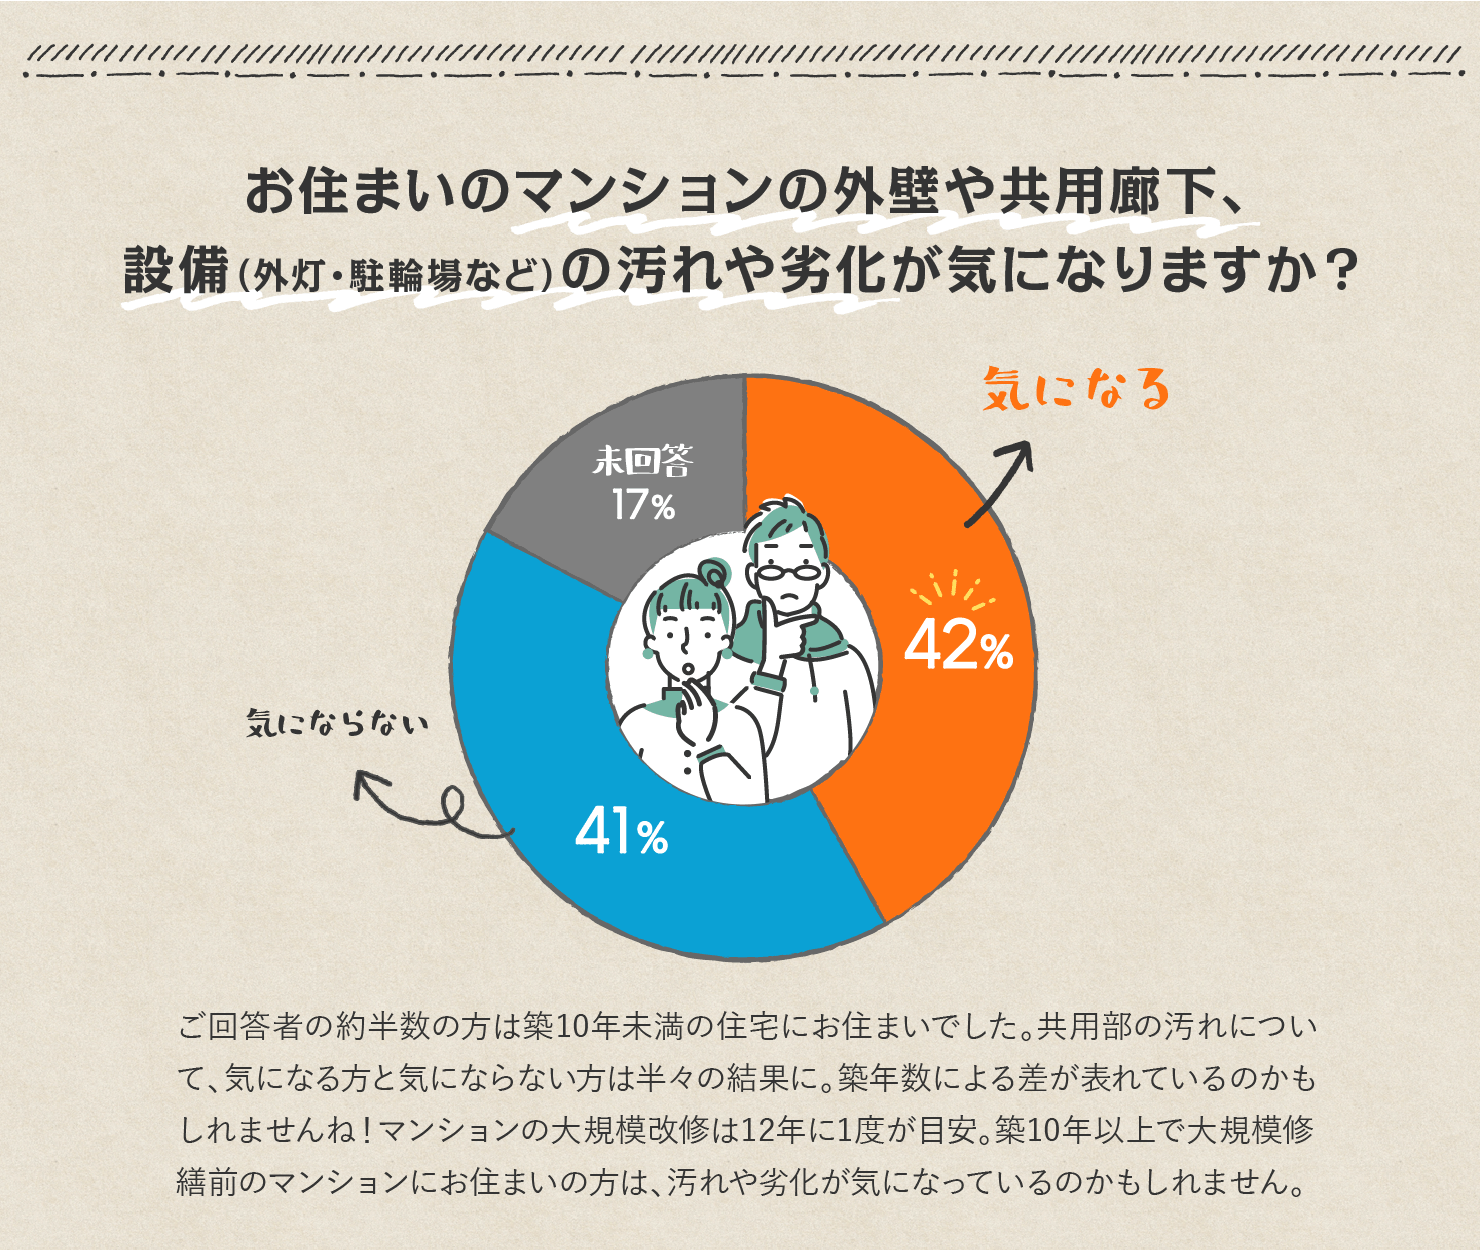 お住まいのマンションの外壁や共用廊下、
設備（外灯・駐輪場など）の汚れや劣化が気になりますか？
気になる
未回答
17%
42%
気にならない
41%
ご回答者の約半数の方は築10年未満の住宅にお住まいでした。共用部の汚れについ
て、気になる方と気にならない方は半々の結果に。築年数による差が表れているのかも
しれませんね！マンションの大規模改修は12年に1度が目安。築10年以上で大規模修
繕前のマンションにお住まいの方は、汚れや劣化が気になっているのかもしれません。